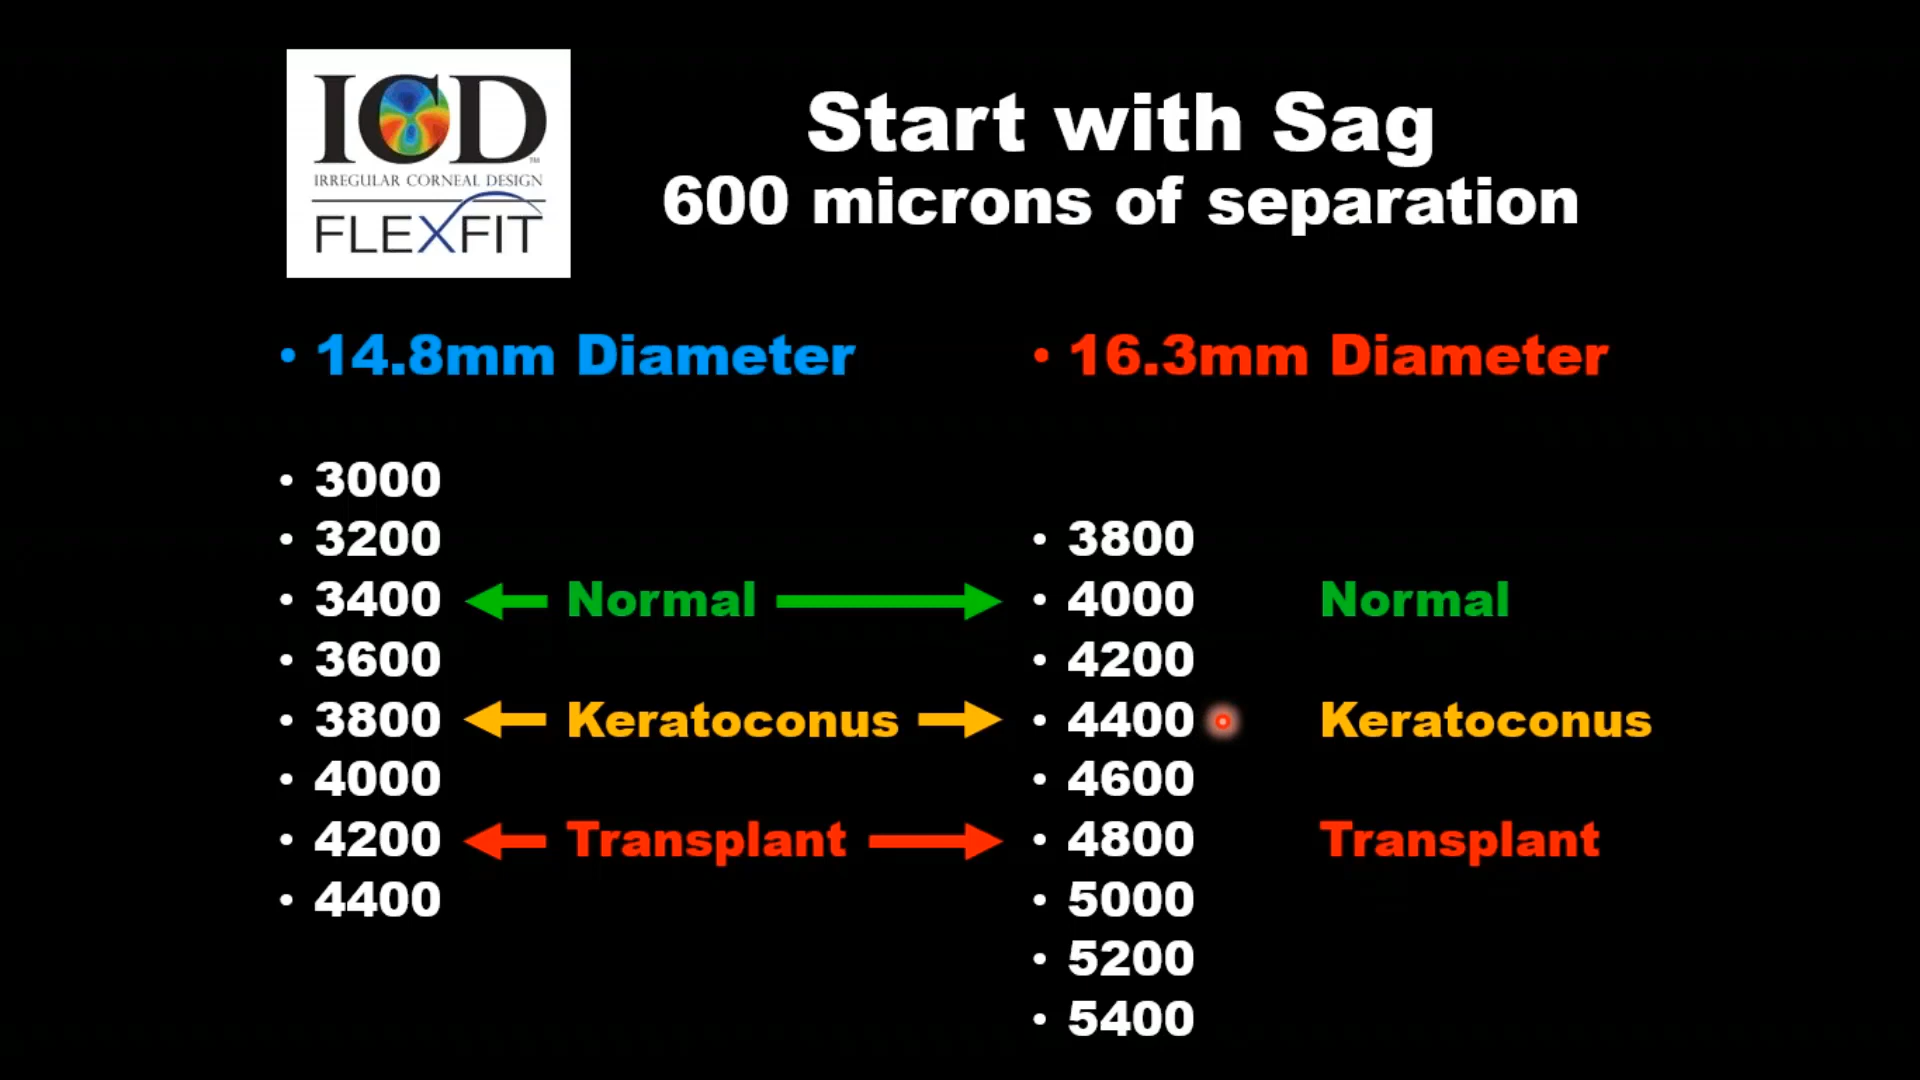 ICD™
IRREGULAR CORNEAL DESIGN
FLEXFIT
Start with Sag
600 microns of separation
• 14.8mm Diameter
• 3000
• 3200
• 3400 Normal
• 3600
• 3800 Keratoconus
• 4000
• 4200 Transplant
• 4400
• 16.3mm Diameter
• 3800
• 4000 Normal
• 4200
• 4400 Keratoconus
• 4600
• 4800 Transplant
• 5000
• 5200
• 5400